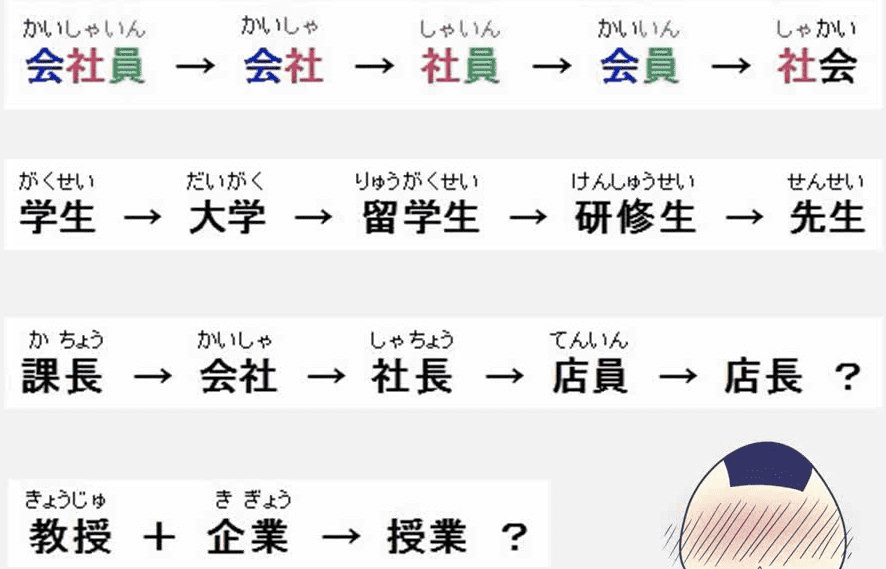 かいしゃいん かいしゃ しゃいん かいいん しゃかい
会社員 → 会社 → 社員 → 会員 → 社会
がくせい だいがく りゅうがくせい けんしゅうせい せんせい
学生 → 大学 → 留学生 → 研修生 → 先生
か ちょう かいしゃ しゃちょう てんいん
課長 → 会社 → 社長 → 店員 → 店長 ?
きょうじゅ き ぎょう
教授 + 企業 → 授業 ?